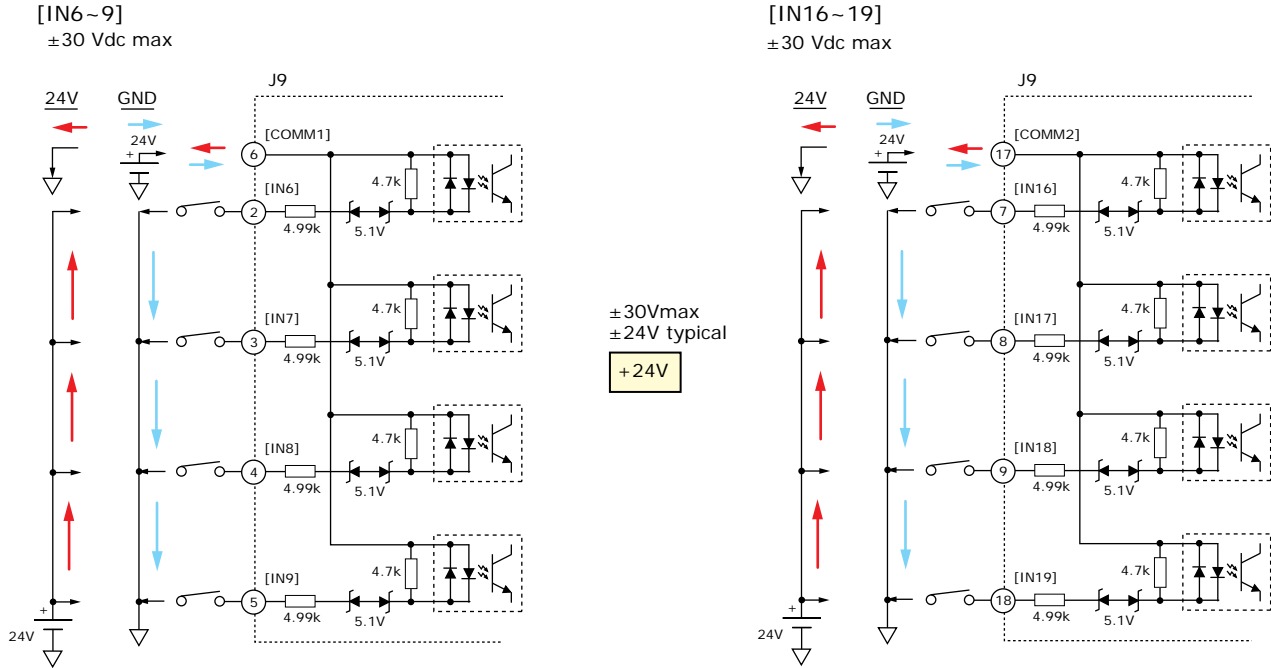 [IN6~9]
±30 Vdc max
J9
24V GND
24V
+
[COMM1]
6
4.7k
[IN6]
2
4.99k
5.1V
4.7k
[IN7]
3
4.99k
5.1V
4.7k
[IN8]
4
4.99k
5.1V
4.7k
[IN9]
5
4.99k
5.1V
+
24V
±30Vmax
±24V typical
+24V
[IN16~19]
±30 Vdc max
J9
24V GND
24V
+
[COMM2]
17
4.7k
[IN16]
7
4.99k
5.1V
4.7k
[IN17]
8
4.99k
5.1V
4.7k
[IN18]
9
4.99k
5.1V
4.7k
[IN19]
18
4.99k
5.1V
+
24V